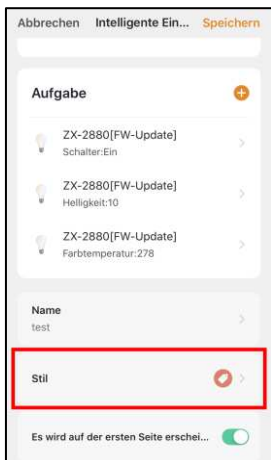 Abbrechen Intelligente Ein... Speichern
Aufgabe
ZX-2880[FW-Update]
Schalter:Ein
ZX-2880[FW-Update]
Helligkeit:10
ZX-2880[FW-Update]
Farbtemperatur:278
Name
test
Stil
Es wird auf der ersten Seite erschei...